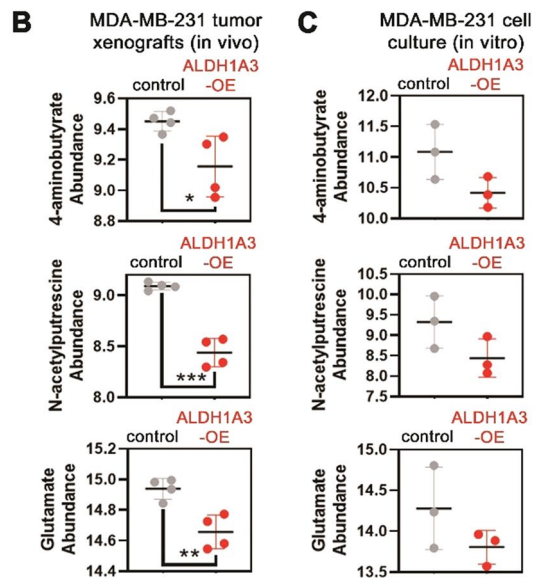 B
MDA-MB-231 tumor
xenografts (in vivo)
ALDH1A3
control -OE
4-aminobutyrate
Abundance
9.6
9.4
9.2
9.0
8.8
*
ALDH1A3
control -OE
N-acetylputrescine
Abundance
9.0
8.5
8.0
***
ALDH1A3
control -OE
Glutamate
Abundance
15.2
15.0
14.8
14.6
14.4
**
C
MDA-MB-231 cell
culture (in vitro)
ALDH1A3
control -OE
4-aminobutyrate
Abundance
12.0
11.5
11.0
10.5
10.0
ALDH1A3
control -OE
N-acetylputrescine
Abundance
10.5
10.0
9.5
9.0
8.5
8.0
7.5
ALDH1A3
control -OE
Glutamate
Abundance
15.0
14.5
14.0
13.5